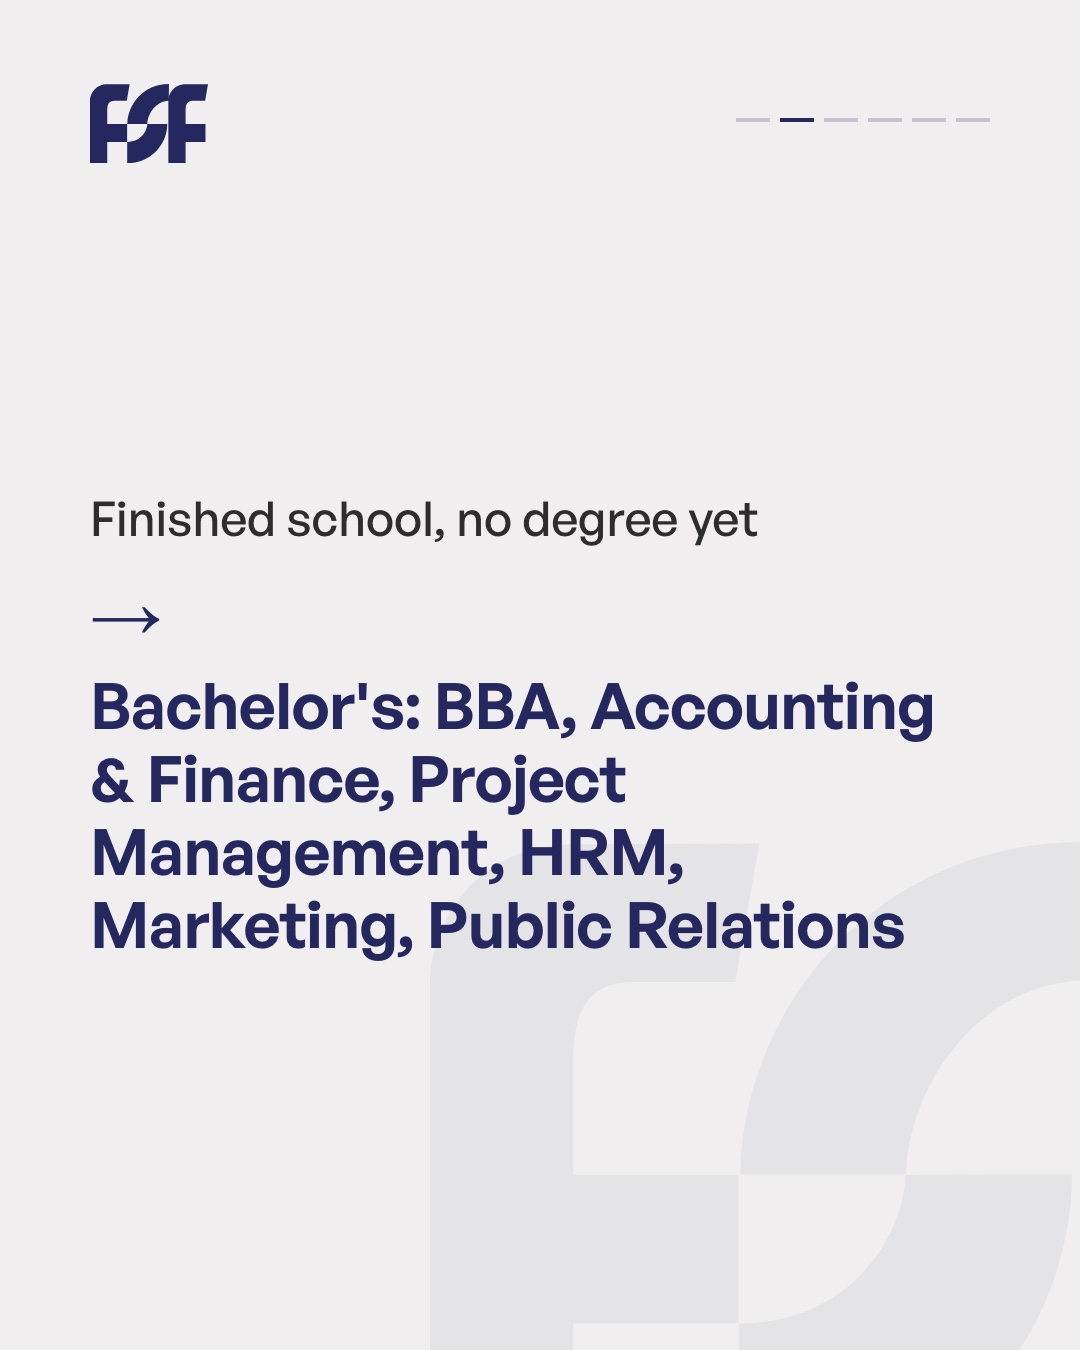 FSF
Finished school, no degree yet
→
Bachelor's: BBA, Accounting
& Finance, Project
Management, HRM,
Marketing, Public Relations